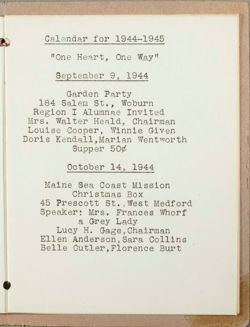 Calendar for 1944-1945
"One Heart, One Way"
September 9, 1944
Garden Party
184 Salem St., Woburn
Region I Alumnae Invited
Mrs. Walter Heald, Chairman
Louise Cooper, Winnie Given
Doris Kendall,Marian Wentworth
Supper 50¢
October 14, 1944
Maine Sea Coast Mission
Christmas Box
45 Prescott St.,West Medford
Speaker: Mrs. Frances Whorf
a Grey Lady
Lucy H. Gage,Chairman
Ellen Anderson,Sara Collins
Belle Cutler,Florence Burt